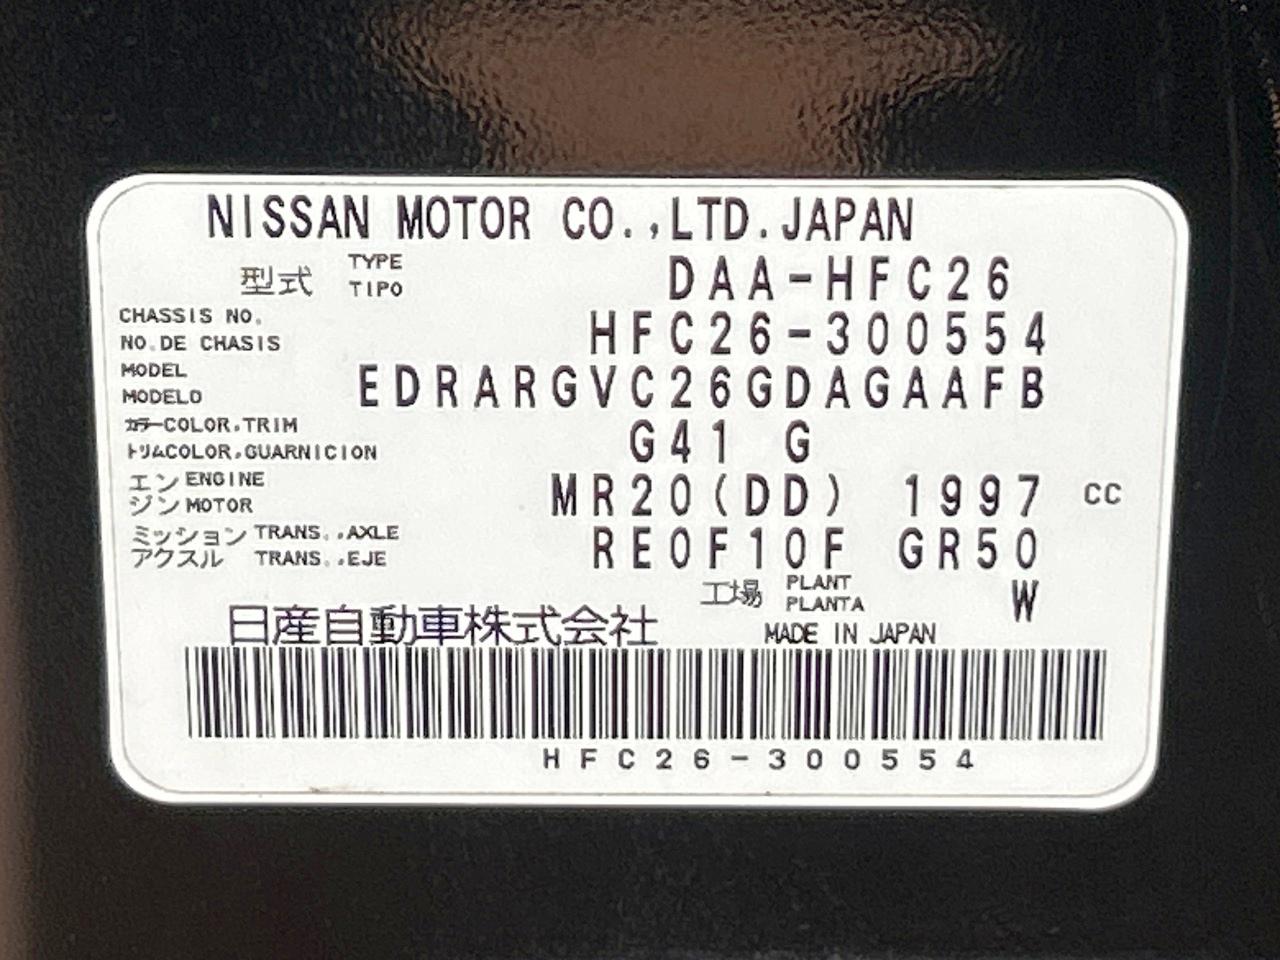 NISSAN MOTOR CO.,LTD.JAPAN
型式 TYPE TIPO DAA-HFC26
CHASSIS NO.
NO.DE CHASIS HFC26-300554
MODEL
MODELO EDRARGVC26GDAGAAFB
カラーCOLOR.TRIM
トリムCOLOR.GUARNICION G41 G
エンジン ENGINE MOTOR MR20(DD) 1997 CC
ミッション TRANS..AXLE
アクスル TRANS..EJE RE0F10F GR50
工場 PLANT PLANTA W
日産自動車株式会社 MADE IN JAPAN
HFC26-300554